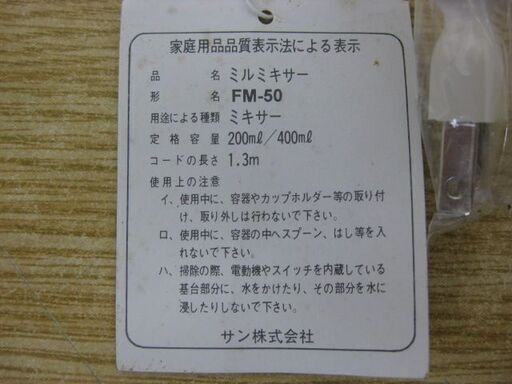 家庭用品品質表示法による表示
品名 ミルミキサー
形名 FM-50
用途による種類 ミキサー
定格容量 200ml/400ml
コードの長さ 1.3m
使用上の注意
イ、使用中に、容器やカップホルダー等の取り付
け、取り外しは行わないで下さい。
ロ、使用中に、容器の中へスプーン、はし等を入
れないで下さい。
ハ、掃除の際、電動機やスイッチを内蔵している
基台部分に、水をかけたり、その部分を水に
浸したりしないで下さい。
サン株式会社